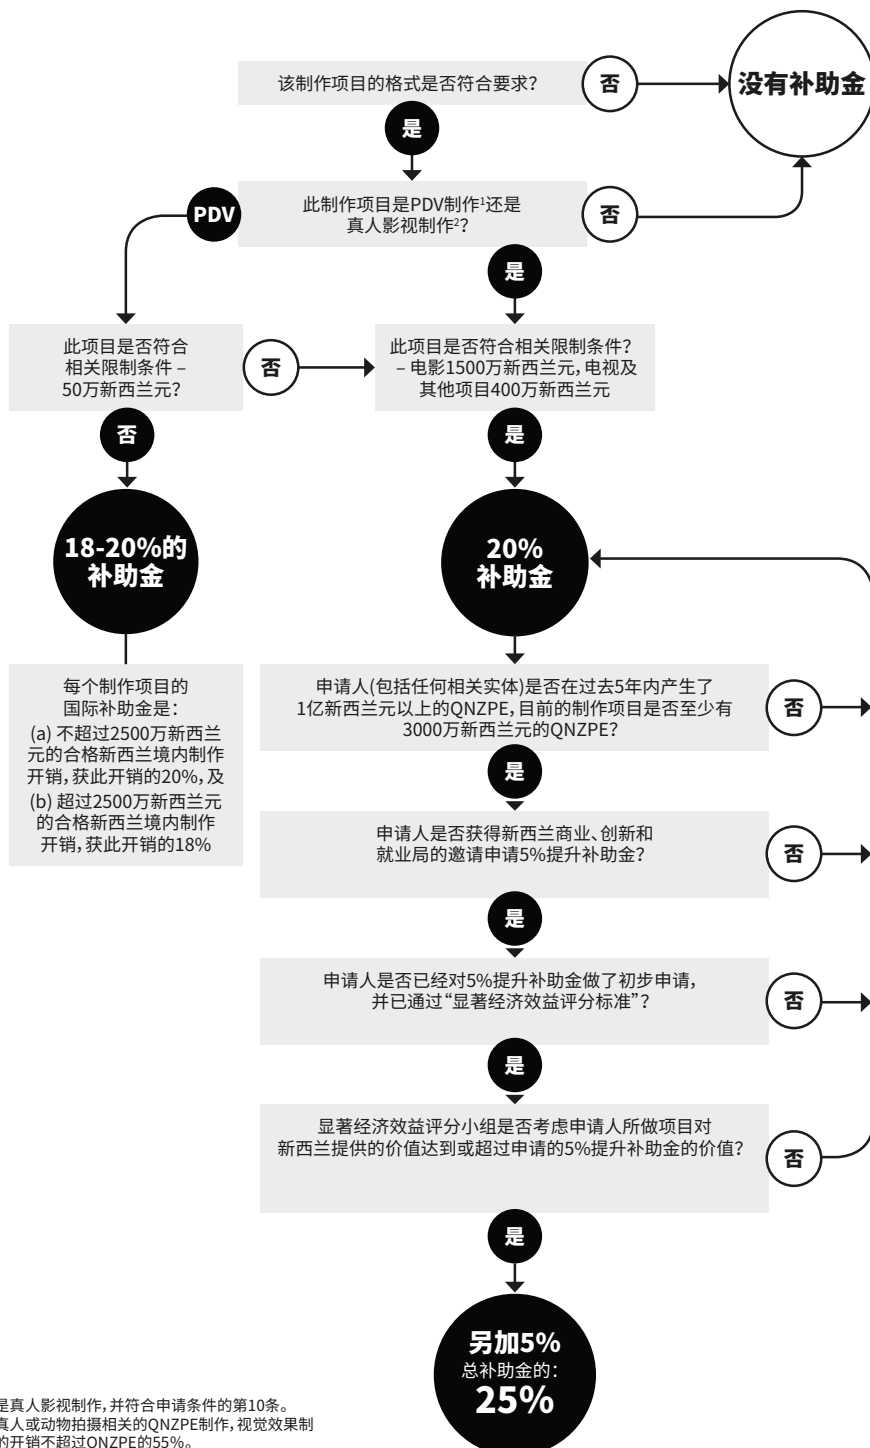 该制作项目的格式是否符合要求？
否
没有补助金
是
PDV
此制作项目是PDV制作¹还是
真人影视制作²？
否
是
此项目是否符合
相关限制条件 –
50万新西兰元？
否
此项目是否符合相关限制条件？
– 电影1500万新西兰元，电视及
其他项目400万新西兰元
否
是
18-20%的
补助金
20%
补助金
每个制作项目的
国际补助金是：
(a) 不超过2500万新西兰
元的合格新西兰境内制作
开销，获此开销的20%，及
(b) 超过2500万新西兰元
的合格新西兰境内制作
开销，获此开销的18%
申请人(包括任何相关实体)是否在过去5年内产生了
1亿新西兰元以上的QNZPE，目前的制作项目是否至少有
3000万新西兰元的QNZPE？
否
是
申请人是否获得新西兰商业、创新和
就业局的邀请申请5%提升补助金？
否
是
申请人是否已经对5%提升补助金做了初步申请，
并已通过“显著经济效益评分标准”？
否
是
显著经济效益评分小组是否考虑申请人所做项目对
新西兰提供的价值达到或超过申请的5%提升补助金的价值？
否
是
另加5%
总补助金的：
25%
是真人影视制作，并符合申请条件的第10条。
真人或动物拍摄相关的QNZPE制作，视觉效果制
的开销不超过QNZPE的55%。